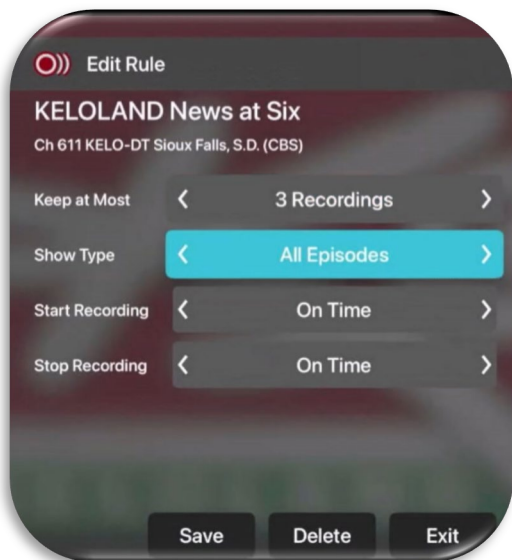 Edit Rule
KELOLAND News at Six
Ch 611 KELO-DT Sioux Falls, S.D. (CBS)
Keep at Most 3 Recordings
Show Type All Episodes
Start Recording On Time
Stop Recording On Time
Save Delete Exit